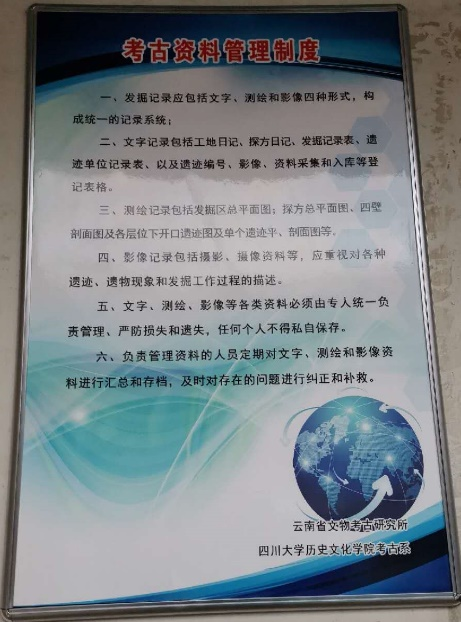 考古资料管理制度
一、发掘记录应包括文字、测绘和影像四种形式，构
成统一的记录系统；
二、文字记录包括工地日记、探方日记、发掘记录表、遗
迹单位记录表、以及遗迹编号、影像、资料采集和入库等登
记表格。
三、测绘记录包括发掘区总平面图；探方总平面图、四壁
剖面图及各层位下开口遗迹图及单个遗迹平、剖面图等。
四、影像记录包括摄影、摄像资料等，应重视对各种
遗迹、遗物现象和发掘工作过程的描述。
五、文字、测绘、影像等各类资料必须由专人统一负
责管理、严防损失和遗失，任何个人不得私自保存。
六、负责管理资料的人员定期对文字、测绘和影像资
料进行汇总和存档，及时对存在的问题进行纠正和补救。
云南省文物考古研究所
四川大学历史文化学院考古系